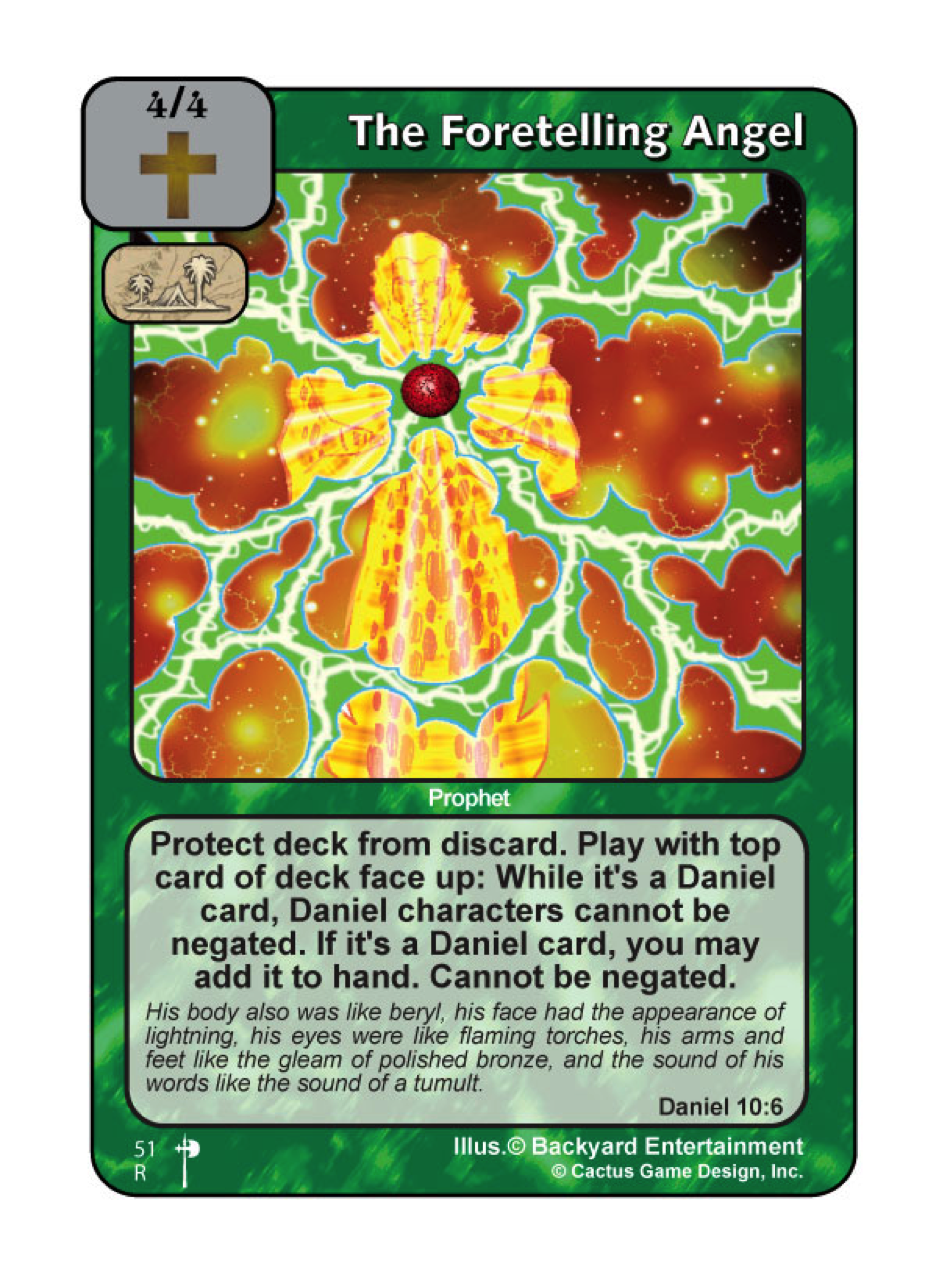 4/4
The Foretelling Angel
Prophet
Protect deck from discard. Play with top
card of deck face up: While it's a Daniel
card, Daniel characters cannot be
negated. If it's a Daniel card, you may
add it to hand. Cannot be negated.
His body also was like beryl, his face had the appearance of
lightning, his eyes were like flaming torches, his arms and
feet like the gleam of polished bronze, and the sound of his
words like the sound of a tumult.
Daniel 10:6
51
R
Illus.© Backyard Entertainment
© Cactus Game Design, Inc.